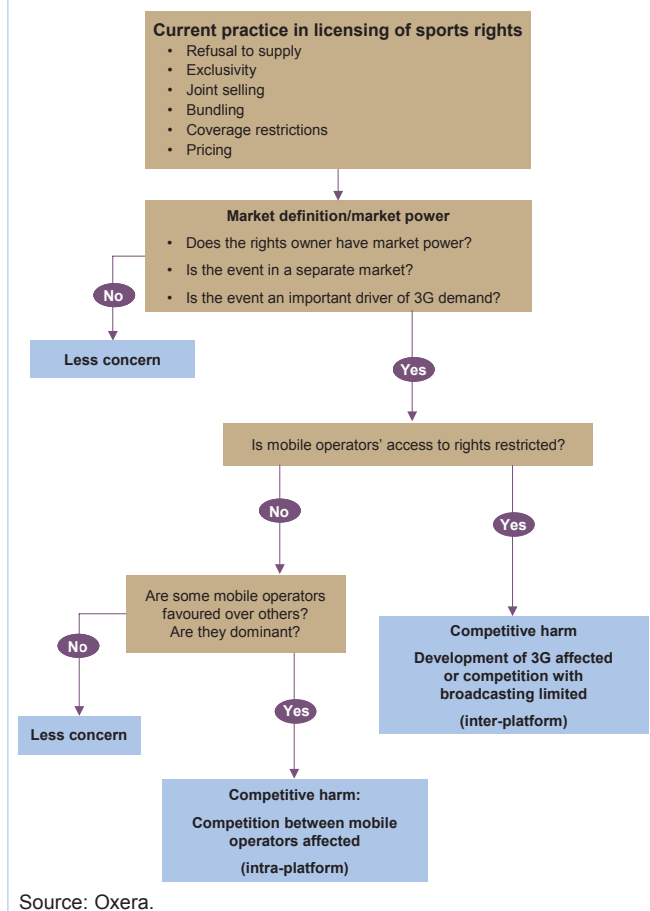 Current practice in licensing of sports rights
• Refusal to supply
• Exclusivity
• Joint selling
• Bundling
• Coverage restrictions
• Pricing
Market definition/market power
• Does the rights owner have market power?
• Is the event in a separate market?
• Is the event an important driver of 3G demand?
No
Less concern
Yes
Is mobile operators' access to rights restricted?
No
Yes
Are some mobile operators
favoured over others?
Are they dominant?
No
Less concern
Yes
Competitive harm
Development of 3G affected
or competition with
broadcasting limited
(inter-platform)
Competitive harm:
Competition between mobile
operators affected
(intra-platform)
Source: Oxera.